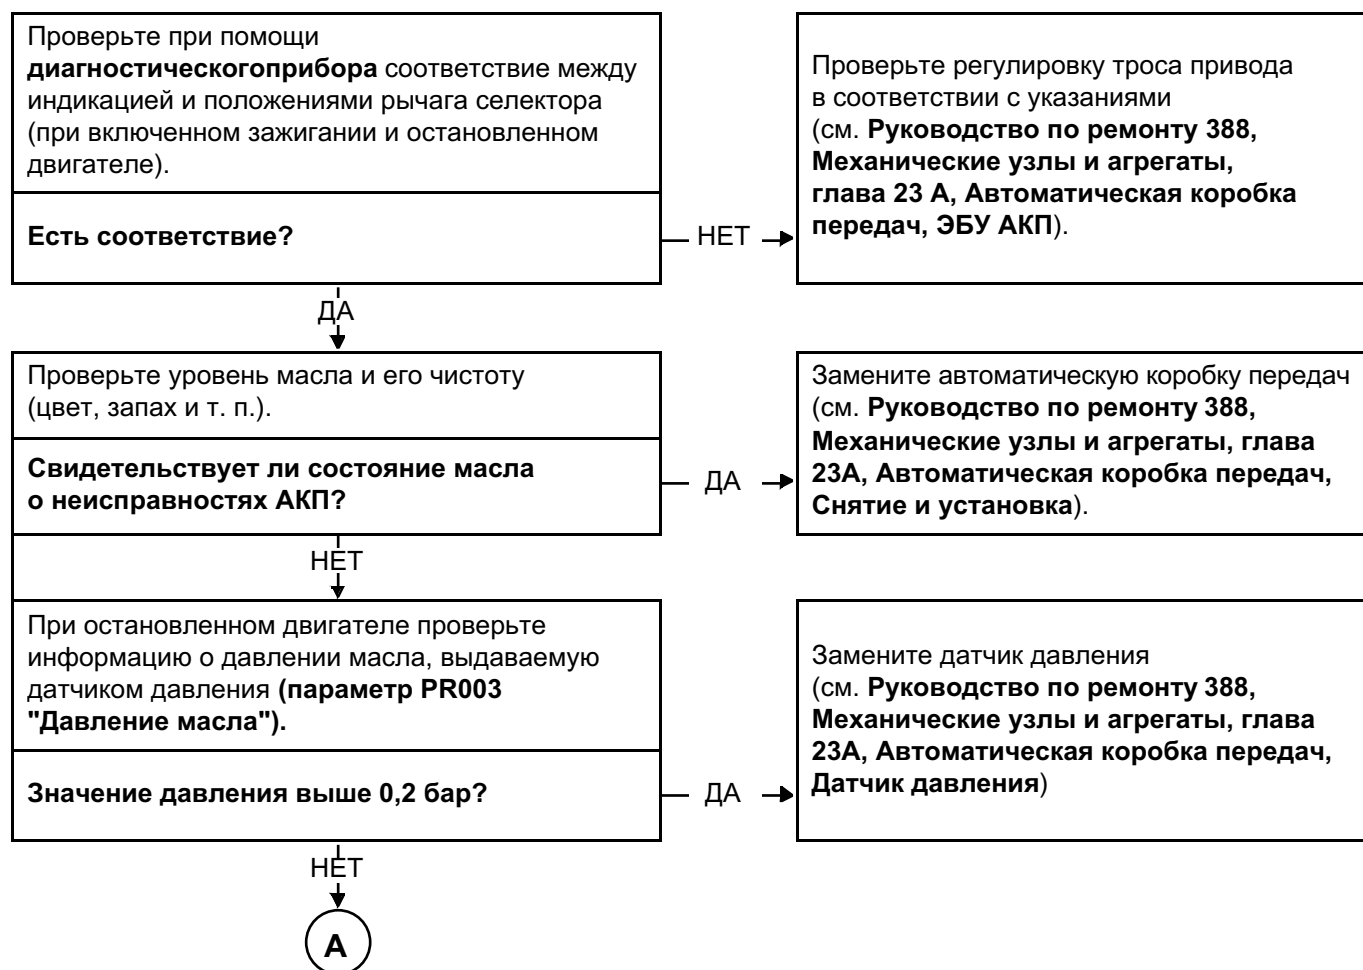 Проверьте при помощи
диагностическогоприбора соответствие между
индикацией и положениями рычага селектора
(при включенном зажигании и остановленном
двигателе).
Есть соответствие?
НЕТ
Проверьте регулировку троса привода
в соответствии с указаниями
(см. Руководство по ремонту 388,
Механические узлы и агрегаты,
глава 23 А, Автоматическая коробка
передач, ЭБУ АКП).
ДА
Проверьте уровень масла и его чистоту
(цвет, запах и т. п.).
Свидетельствует ли состояние масла
о неисправностях АКП?
ДА
Замените автоматическую коробку передач
(см. Руководство по ремонту 388,
Механические узлы и агрегаты, глава
23А, Автоматическая коробка передач,
Снятие и установка).
НЕТ
При остановленном двигателе проверьте
информацию о давлении масла, выдаваемую
датчиком давления (параметр PR003
"Давление масла").
Значение давления выше 0,2 бар?
ДА
Замените датчик давления
(см. Руководство по ремонту 388,
Механические узлы и агрегаты, глава
23А, Автоматическая коробка передач,
Датчик давления)
НЕТ
А